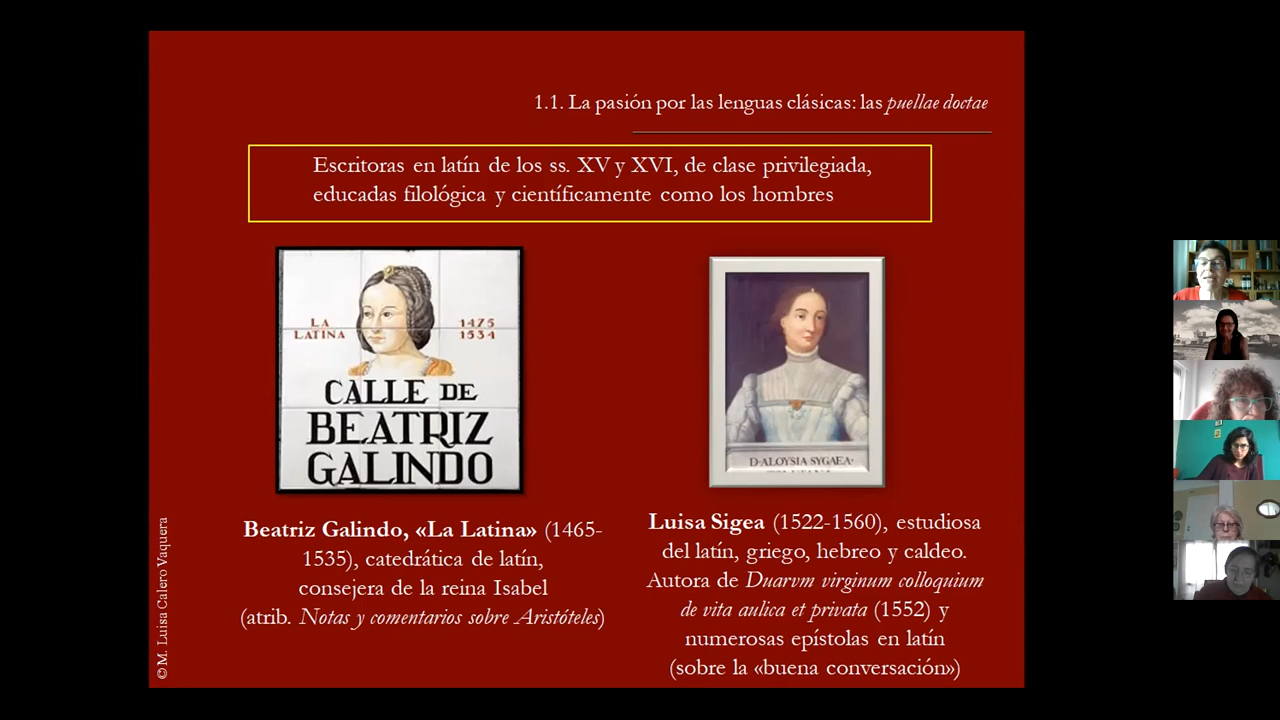 1.1. La pasión por las lenguas clásicas: las puellae doctae
Escritoras en latín de los ss. XV y XVI, de clase privilegiada,
educadas filológica y científicamente como los hombres
LA
LATINA
1475
1534
CALLE DE
BEATRIZ
GALINDO
D·ALOYSIA SYGAEA·
Beatriz Galindo, «La Latina» (1465-
1535), catedrática de latín,
consejera de la reina Isabel
(atrib. Notas y comentarios sobre Aristóteles)
Luisa Sigea (1522-1560), estudiosa
del latín, griego, hebreo y caldeo.
Autora de Duarvm virginum colloquium
de vita aulica et privata (1552) y
numerosas epístolas en latín
(sobre la «buena conversación»)
©M. Luisa Calero Vaquera